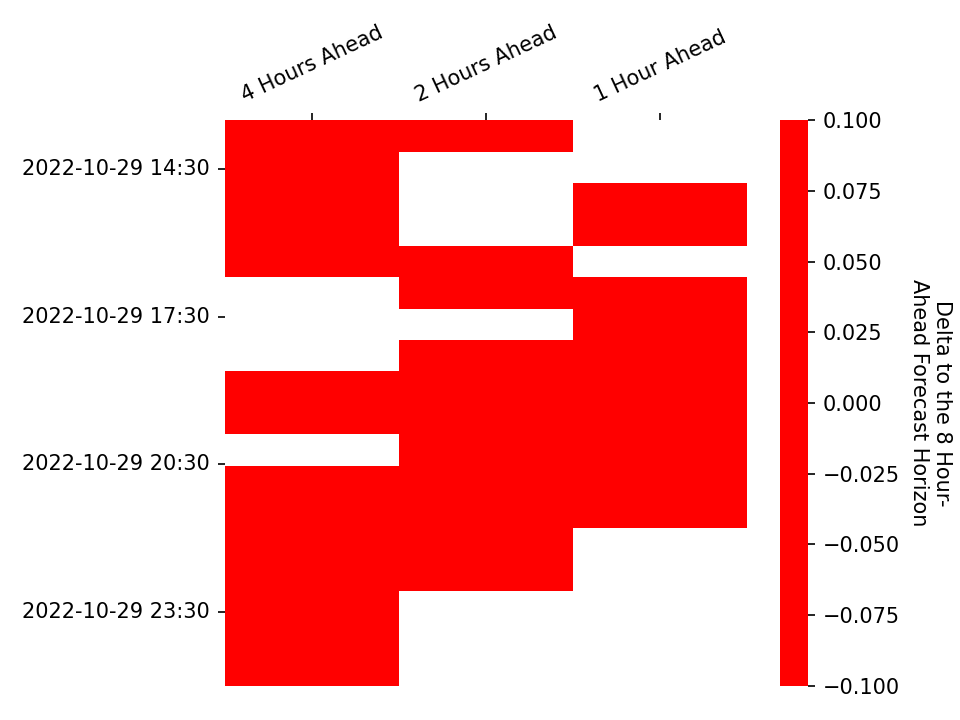 4 Hours Ahead
2 Hours Ahead
1 Hour Ahead
2022-10-29 14:30
2022-10-29 17:30
2022-10-29 20:30
2022-10-29 23:30
0.100
0.075
0.050
0.025
0.000
−0.025
−0.050
−0.075
−0.100
Delta to the 8 Hour-
Ahead Forecast Horizon